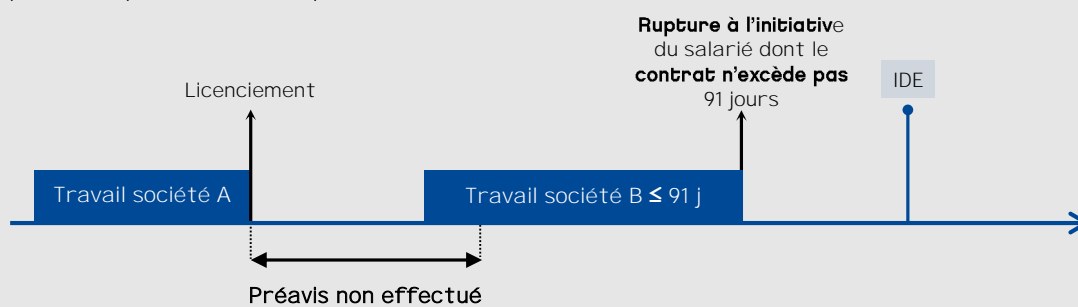 Rupture à l'initiative
du salarié dont le
contrat n'excède pas
91 jours
IDE
Licenciement
Travail société A
Travail société B ≤ 91 j
Préavis non effectué